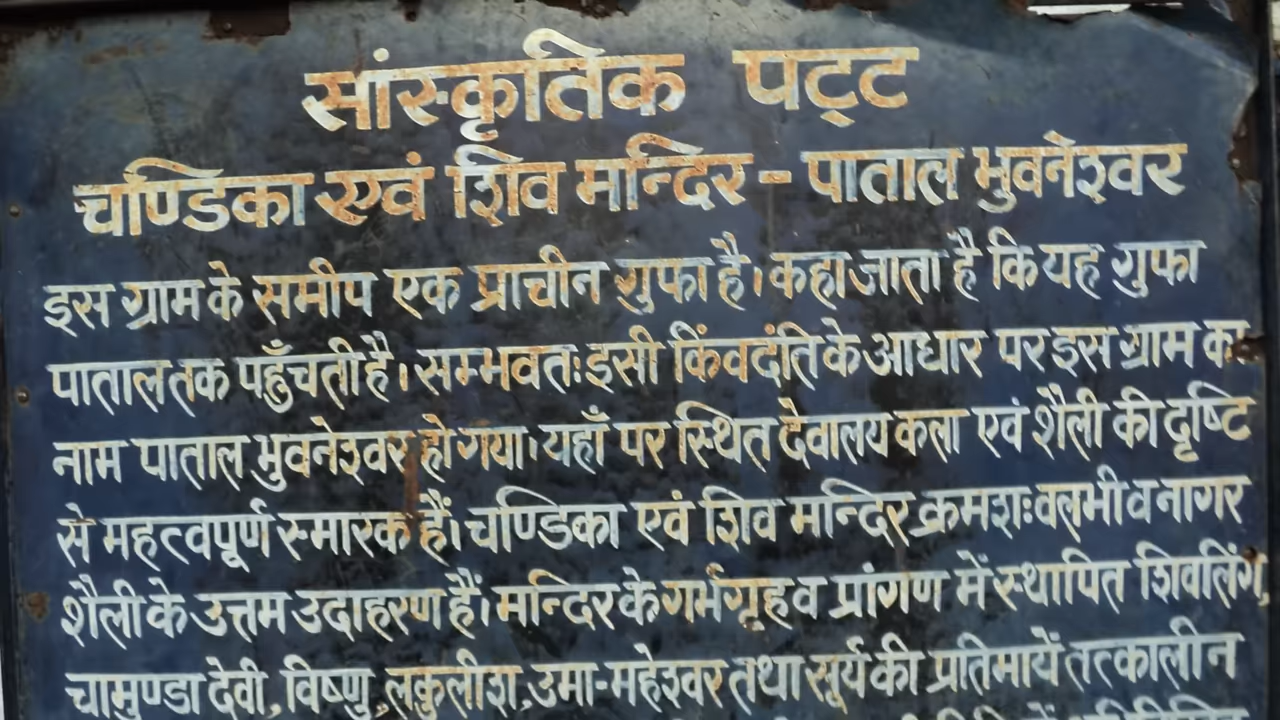 सांस्कृतिक पट्ट
चण्डिका एवं शिव मन्दिर - पाताल भुवनेश्वर
इस ग्राम के समीप एक प्राचीन गुफा है। कहा जाता है कि यह गुफा
पाताल तक पहुँचती है। सम्भवतः इसी किंवदंति के आधार पर इस ग्राम का
नाम पाताल भुवनेश्वर हो गया। यहाँ पर स्थित देवालय कला एवं शैली की दृष्टि
से महत्वपूर्ण स्मारक हैं। चण्डिका एवं शिव मन्दिर क्रमशः वलभी व नागर
शैली के उत्तम उदाहरण हैं। मन्दिर के गर्भगृह व प्रांगण में स्थापित शिवलिंग,
चामुण्डा देवी, विष्णु, लकुलीश, उमा-महेश्वर तथा सूर्य की प्रतिमायें तत्कालीन